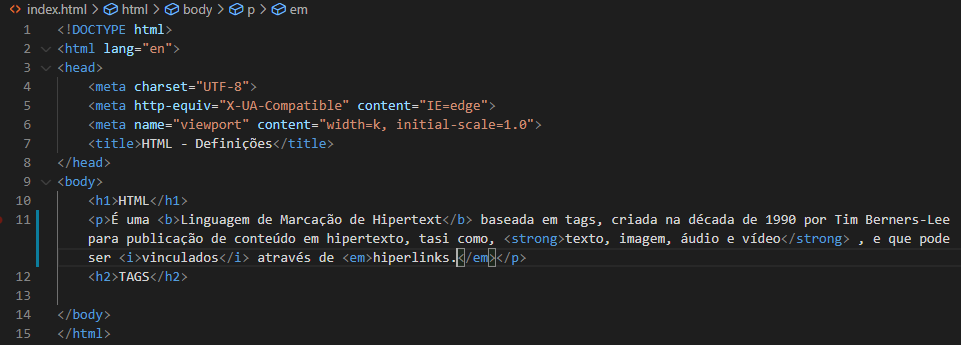 index.html > html > body > p > em
1 <!DOCTYPE html>
2 <html lang="en">
3 <head>
4 <meta charset="UTF-8">
5 <meta http-equiv="X-UA-Compatible" content="IE=edge">
6 <meta name="viewport" content="width=k, initial-scale=1.0">
7 <title>HTML - Definições</title>
8 </head>
9 <body>
10 <h1>HTML</h1>
11 <p>É uma <b>Linguagem de Marcação de Hipertext</b> baseada em tags, criada na década de 1990 por Tim Berners-Lee
para publicação de conteúdo em hipertexto, tasi como, <strong>texto, imagem, áudio e vídeo</strong> , e que pode
ser <i>vinculados</i> através de <em>hiperlinks.</em></p>
12 <h2>TAGS</h2>
13
14 </body>
15 </html>